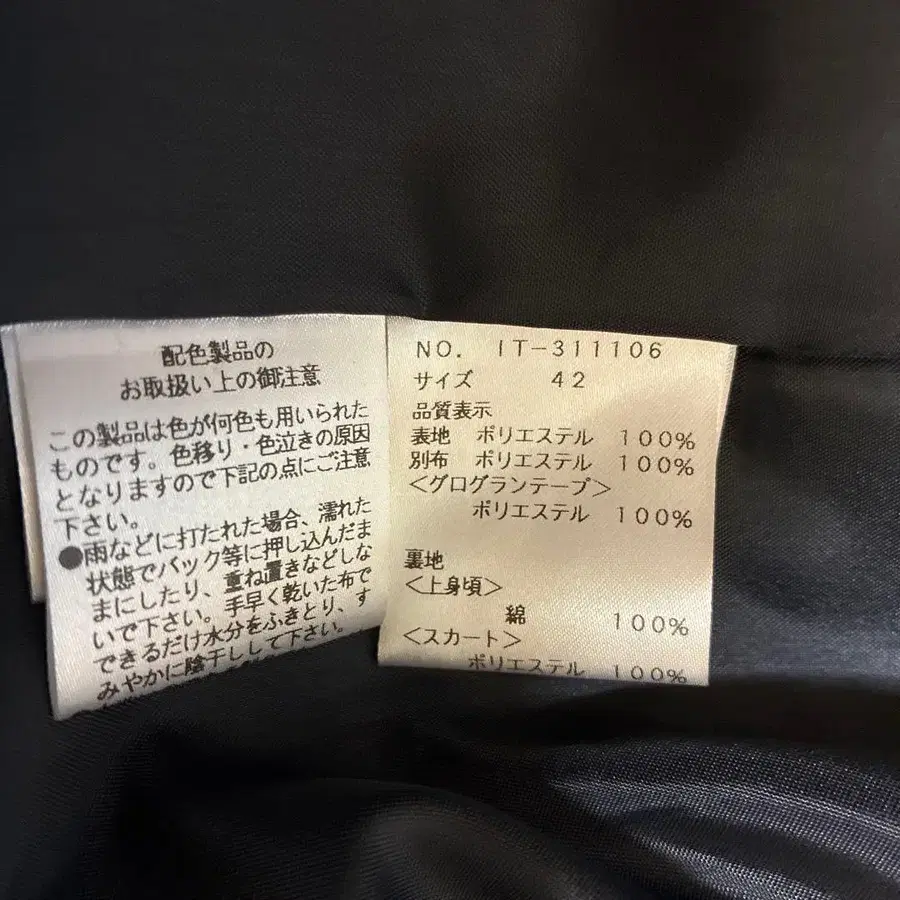 配色製品の
お取扱い上の御注意
この製品は色が何色も用いられた
ものです。色移り・色泣きの原因
となりますので下記の点にご注意
下さい。
●雨などに打たれた場合、濡れた
状態でバック等に押し込んだま
まにしたり、重ね置きなどしな
いで下さい。手早く乾いた布で
できるだけ水分をふきとり、す
みやかに陰干しして下さい。
NO. IT-311106
サイズ 42
品質表示
表地 ポリエステル 100%
別布 ポリエステル 100%
<グログランテープ>
ポリエステル 100%
裏地
<上身頃>
綿 100%
<スカート>
ポリエステル 100%